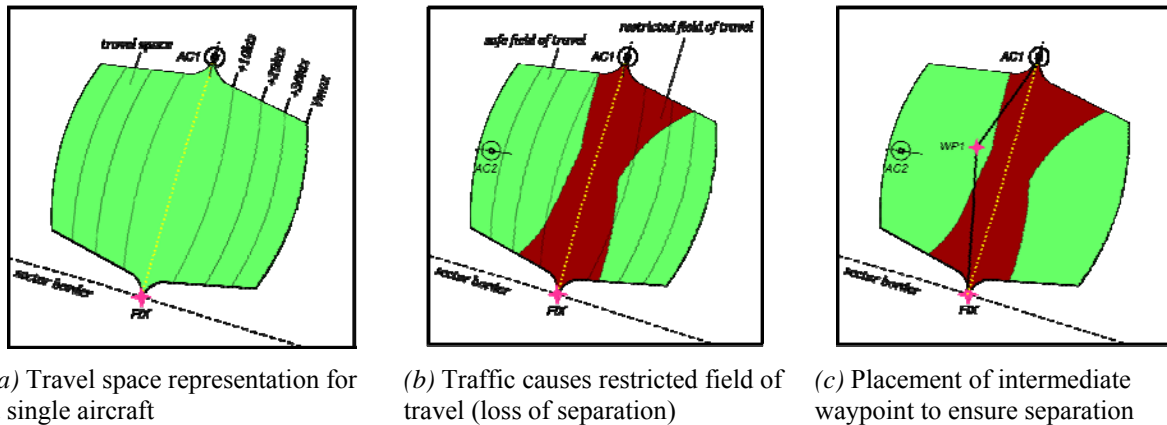 travel space
AC1
+10kts
+20kts
+30kts
Vmax
sector border
FIX
safe field of travel
restricted field of travel
AC1
AC2
sector border
FIX
AC1
WP1
AC2
sector border
FIX
a) Travel space representation for
single aircraft
(b) Traffic causes restricted field of
travel (loss of separation)
(c) Placement of intermediate
waypoint to ensure separation